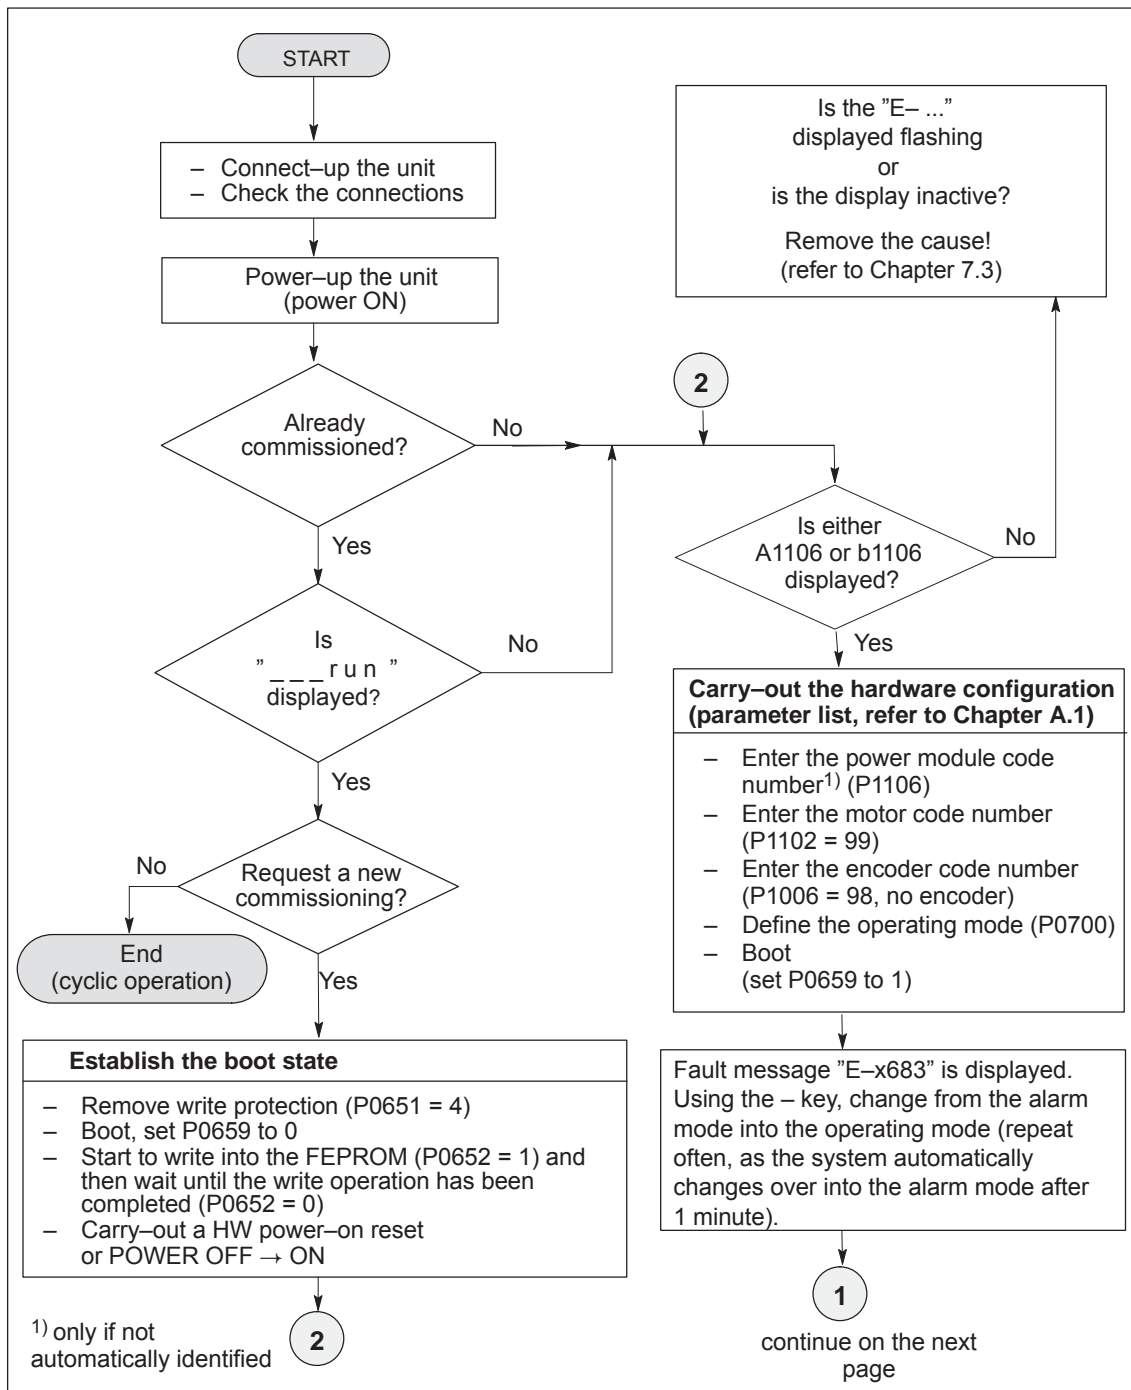 START
– Connect–up the unit
– Check the connections
Power–up the unit
(power ON)
Already
commissioned?
No
Yes
Is
" _ _ _ r u n "
displayed?
No
Yes
Request a new
commissioning?
No
End
(cyclic operation)
Yes
Establish the boot state
– Remove write protection (P0651 = 4)
– Boot, set P0659 to 0
– Start to write into the FEPROM (P0652 = 1) and
then wait until the write operation has been
completed (P0652 = 0)
– Carry–out a HW power–on reset
or POWER OFF → ON
2
1) only if not
automatically identified
Is the ”E– ...”
displayed flashing
or
is the display inactive?
Remove the cause!
(refer to Chapter 7.3)
2
Is either
A1106 or b1106
displayed?
No
Yes
Carry–out the hardware configuration
(parameter list, refer to Chapter A.1)
– Enter the power module code
number1) (P1106)
– Enter the motor code number
(P1102 = 99)
– Enter the encoder code number
(P1006 = 98, no encoder)
– Define the operating mode (P0700)
– Boot
(set P0659 to 1)
Fault message ”E–x683” is displayed.
Using the – key, change from the alarm
mode into the operating mode (repeat
often, as the system automatically
changes over into the alarm mode after
1 minute).
1
continue on the next
page